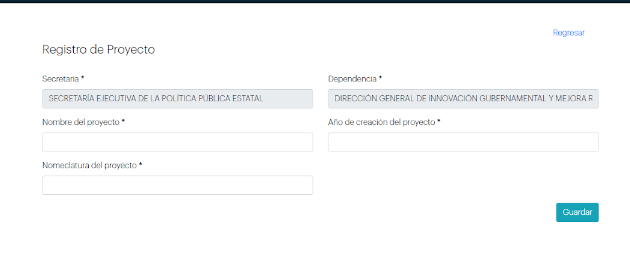 Regresar
Registro de Proyecto
Secretaria *
Dependencia *
SECRETARÍA EJECUTIVA DE LA POLÍTICA PÚBLICA ESTATAL
DIRECCIÓN GENERAL DE INNOVACIÓN GUBERNAMENTAL Y MEJORA R
Nombre del proyecto *
Año de creación del proyecto *
Nomeclatura del proyecto *
Guardar